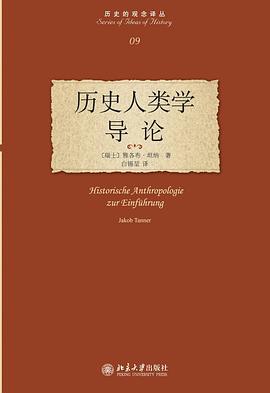 历史的观念译丛
Series of Ideas of History
09
历史人类学
导论
〔瑞士〕雅各布·坦纳 著
白锡堃 译
Historische Anthropologie
zur Einführung
Jakob Tanner
北京大学出版社
PEKING UNIVERSITY PRESS